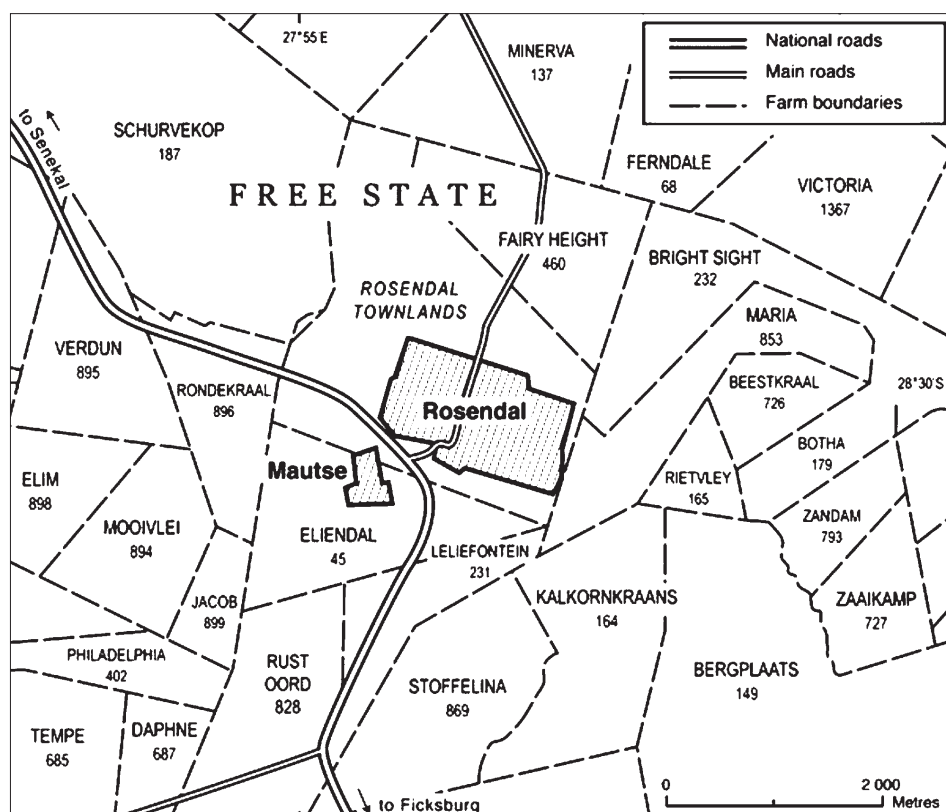 27°55'E
MINERVA
137
National roads
Main roads
Farm boundaries
to Senekal
SCHURVEKOP
187
FERNDALE
68
VICTORIA
1367
FREE STATE
FAIRY HEIGHT
460
BRIGHT SIGHT
232
ROSENDAL
TOWNLANDS
MARIA
853
VERDUN
895
RONDEKRAAL
896
BEESTKRAAL
726
28°30'S
Rosendal
BOTHA
179
Mautse
RIETVLEY
165
ELIM
898
MOOIVLEI
894
ELIENDAL
45
ZANDAM
793
LELIEFONTEIN
231
JACOB
899
KALKORNKRAANS
164
ZAAIKAMP
727
PHILADELPHIA
402
RUST
OORD
828
STOFFELINA
869
BERGPLAATS
149
TEMPE
685
DAPHNE
687
to Ficksburg
0
2 000
Metres